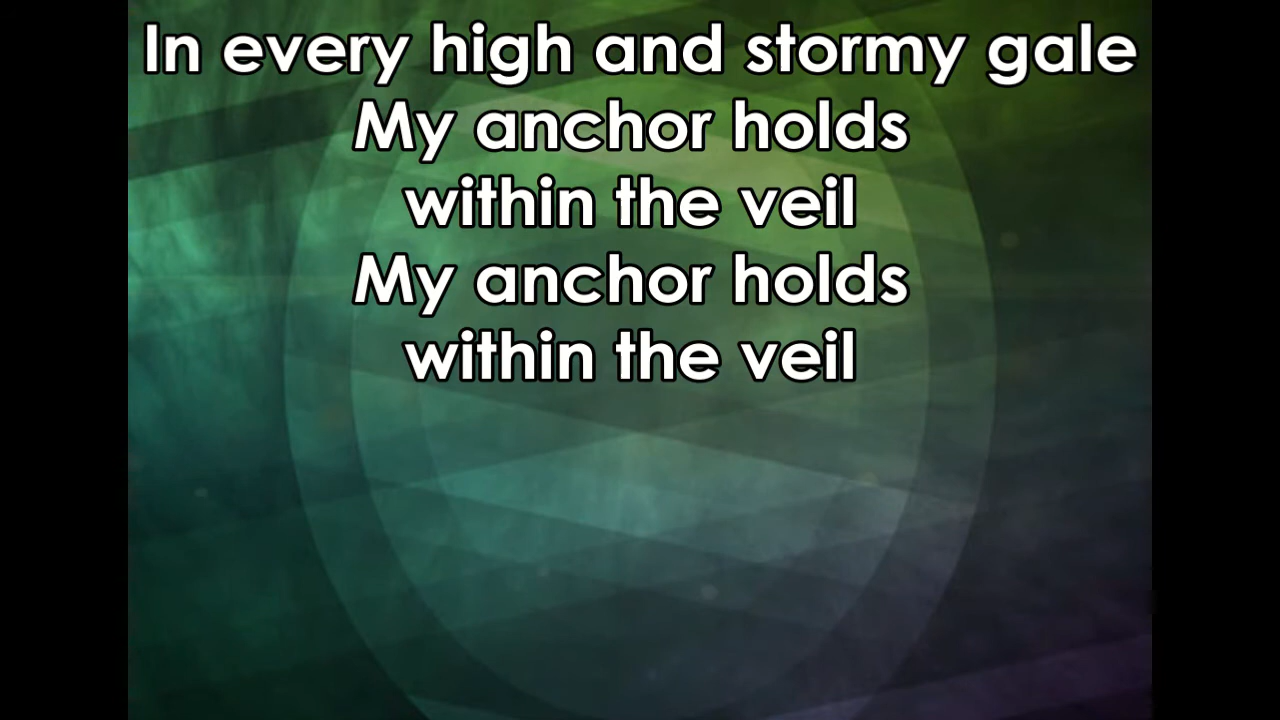 In every high and stormy gale
My anchor holds
within the veil
My anchor holds
within the veil